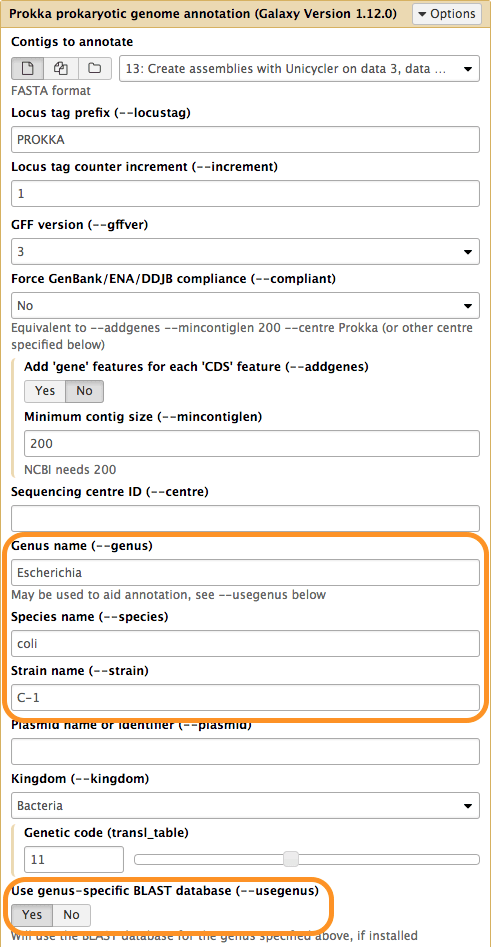 Prokka prokaryotic genome annotation (Galaxy Version 1.12.0) Options
Contigs to annotate
13: Create assemblies with Unicycler on data 3, data ...
FASTA format
Locus tag prefix (--locustag)
PROKKA
Locus tag counter increment (--increment)
1
GFF version (--gffver)
3
Force GenBank/ENA/DDJB compliance (--compliant)
No
Equivalent to --addgenes --mincontiglen 200 --centre Prokka (or other centre
specified below)
Add 'gene' features for each 'CDS' feature (--addgenes)
Yes No
Minimum contig size (--mincontiglen)
200
NCBI needs 200
Sequencing centre ID (--centre)
Genus name (--genus)
Escherichia
May be used to aid annotation, see --usegenus below
Species name (--species)
coli
Strain name (--strain)
C-1
Plasmid name or identifier (--plasmid)
Kingdom (--kingdom)
Bacteria
Genetic code (transl_table)
11
Use genus-specific BLAST database (--usegenus)
Yes No
Will use the BLAST database for the genus specified above, if installed